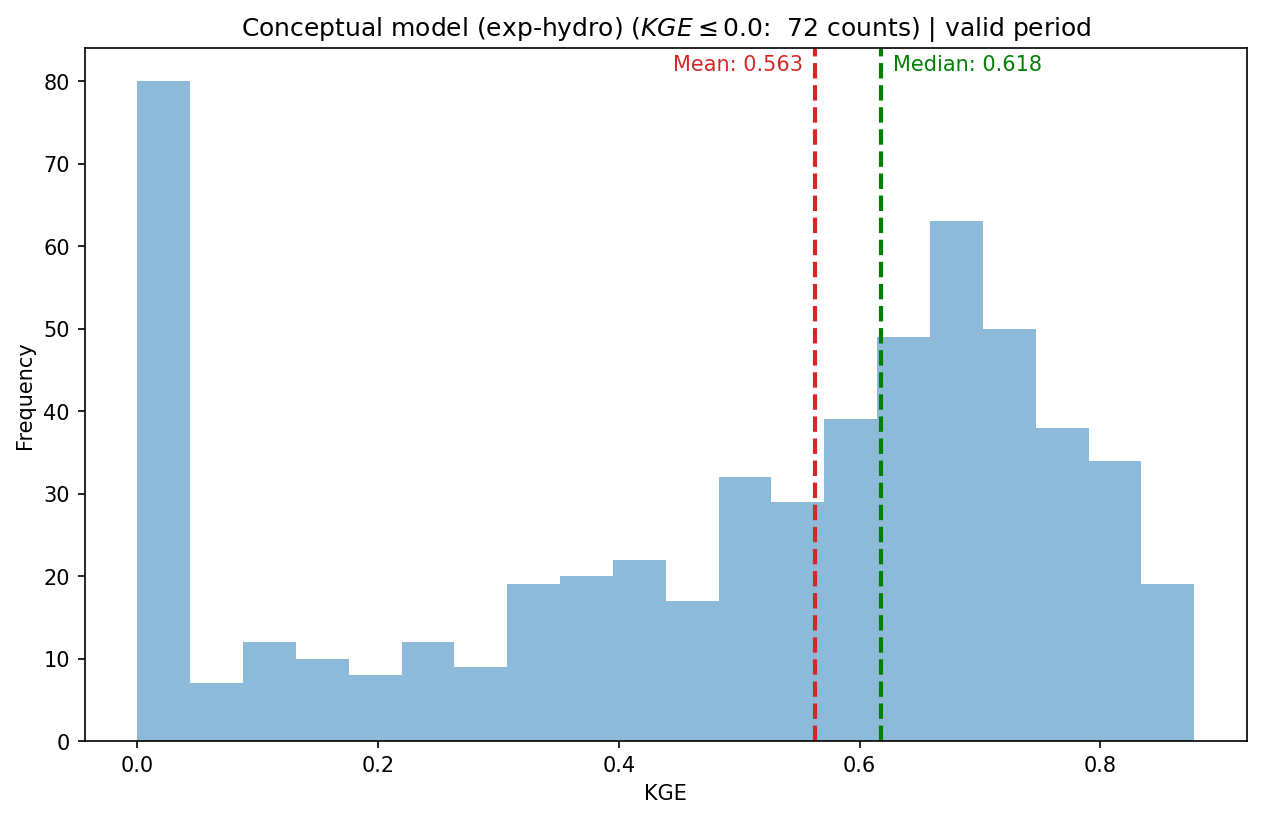 Conceptual model (exp-hydro) (KGE ≤ 0.0:  72 counts) | valid period
Mean: 0.563
Median: 0.618
80
70
60
50
40
30
20
10
0
Frequency
0.0
0.2
0.4
0.6
0.8
KGE